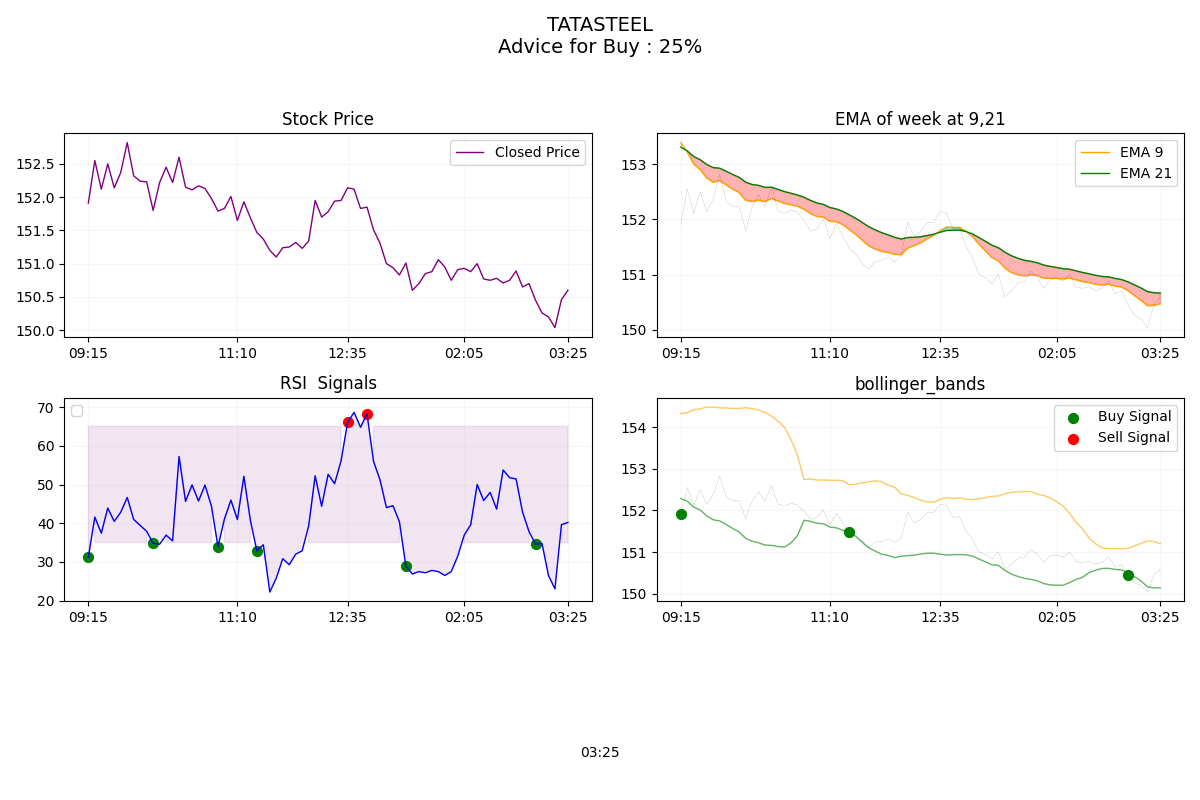 TATASTEEL
Advice for Buy : 25%
Stock Price
Closed Price
152.5
152.0
151.5
151.0
150.5
150.0
09:15 11:10 12:35 02:05 03:25
EMA of week at 9,21
EMA 9
EMA 21
153
152
151
150
09:15 11:10 12:35 02:05 03:25
RSI  Signals
70
60
50
40
30
20
09:15 11:10 12:35 02:05 03:25
bollinger_bands
Buy Signal
Sell Signal
154
153
152
151
150
09:15 11:10 12:35 02:05 03:25
03:25